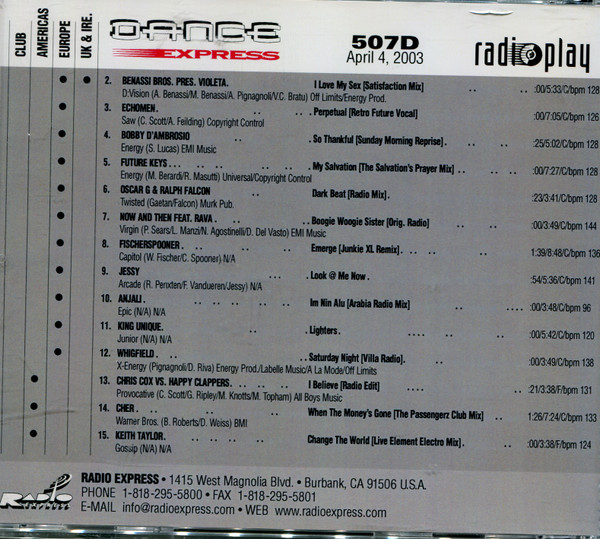 CLUB
AMERICAS
EUROPE
UK & IRE.
DANCE
EXPRESS
507D
April 4, 2003
radioplay
2. BENASSI BROS. PRES. VIOLETA. I Love My Sex [Satisfaction Mix] .. .. :00/5:33/C/bpm 128
D:Vision (A. Benassi/M. Benassi/A. Pignagnoli/V.C. Bratu) Off Limits/Energy Prod.
3. ECHOMEN. .. .. .. .. . Perpetual [Retro Future Vocal] :00/7:05/C/bpm 126
Saw (C. Scott/A. Feilding) Copyright Control
4. BOBBY D'AMBROSIO .. .. . So Thankful [Sunday Morning Reprise] . :25/5:02/C/bpm 128
Energy (S. Lucas) EMI Music
5. FUTURE KEYS . . . .. .. .. .. . My Salvation [The Salvation's Prayer Mix] .. :00/7:27/C/bpm 128
Energy (M. Berardi/R. Masutti) Universal/Copyright Control
6. OSCAR G & RALPH FALCON .. Dark Beat [Radio Mix]. :23/3:41/C/bpm 128
Twisted (Gaetan/Falcon) Murk Pub.
7. NOW AND THEN FEAT. RAVA . . Boogie Woogie Sister [Orig. Radio] :00/3:49/C/bpm 144
Virgin (P. Sears/L. Manzi/N. Agostinelli/D. Del Vasto) EMI Music
8. FISCHERSPOONER . .. .. .. Emerge [Junkie XL Remix]. . . 1:39/8:48/C/bpm 136
Capitol (W. Fischer/C. Spooner) N/A
9. JESSY .. . Look @ Me Now . :54/5:36/C/bpm 141
Arcade (R. Penxten/F. Vandueren/Jessy) N/A
10. ANJALI . .. .. .. .. Im Nin Alu [Arabia Radio Mix] .... :00/3:48/C/bpm 96
Epic (N/A) N/A
11. KING UNIQUE. .. .. .. Lighters . .. .. :00/5:42/C/bpm 120
Junior (N/A) N/A
12. WHIGFIELD . . .. .. .. .. Saturday Night [Villa Radio]. .. :00/3:49/C/bpm 138
X-Energy (Pignagnoli/D. Riva) Energy Prod./Labelle Music/A La Mode/Off Limits
13. CHRIS COX VS. HAPPY CLAPPERS. . . .. I Believe [Radio Edit] .... :21/3:38/F/bpm 131
Provocative (C. Scott/G. Ripley/M. Knotts/M. Topham) All Boys Music
14. CHER. .. .. .. .. When The Money's Gone [The Passengerz Club Mix] . . 1:26/7:24/C/bpm 133
Warner Bros. (B. Roberts/D. Weiss) BMI
15. KEITH TAYLOR. .. .. .. .. Change The World [Live Element Electro Mix]. .. :00/3:38/F/bpm 124
Gossip (N/A) N/A
RADIO EXPRESS
RADIO EXPRESS • 1415 West Magnolia Blvd. • Burbank, CA 91506 U.S.A.
PHONE 1-818-295-5800 • FAX 1-818-295-5801
E-MAIL info@radioexpress.com • WEB www.radioexpress.com